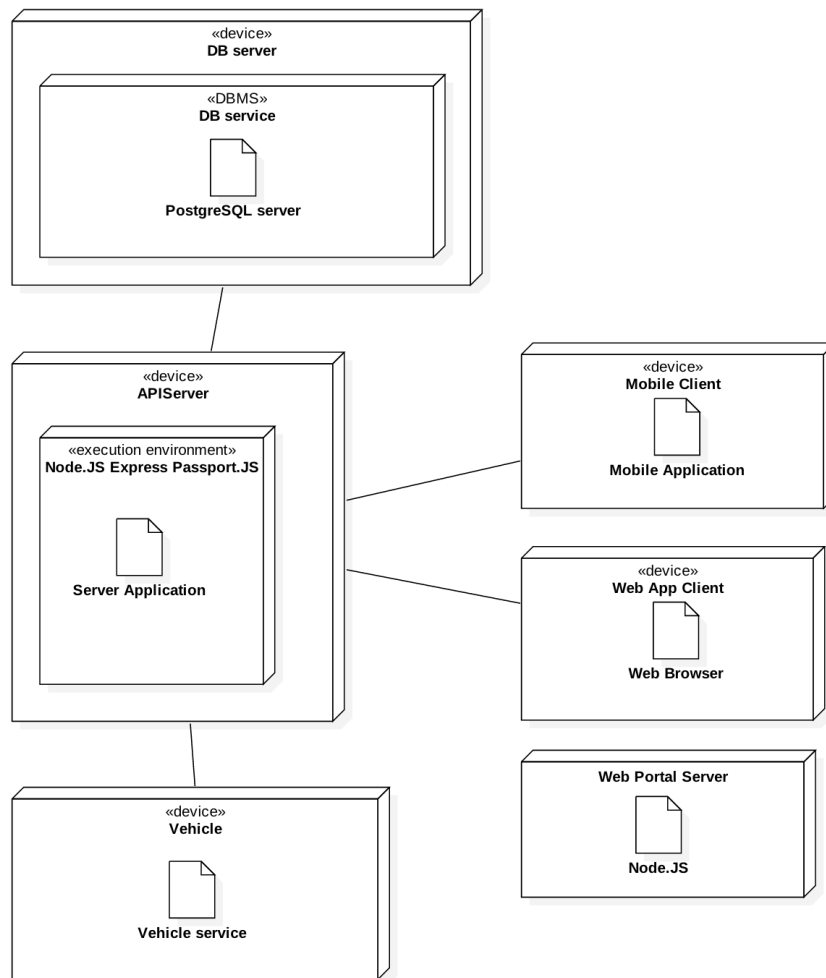 «device»
DB server
«DBMS»
DB service
PostgreSQL server
«device»
APIServer
«execution environment»
Node.JS Express Passport.JS
Server Application
«device»
Mobile Client
Mobile Application
«device»
Web App Client
Web Browser
Web Portal Server
Node.JS
«device»
Vehicle
Vehicle service